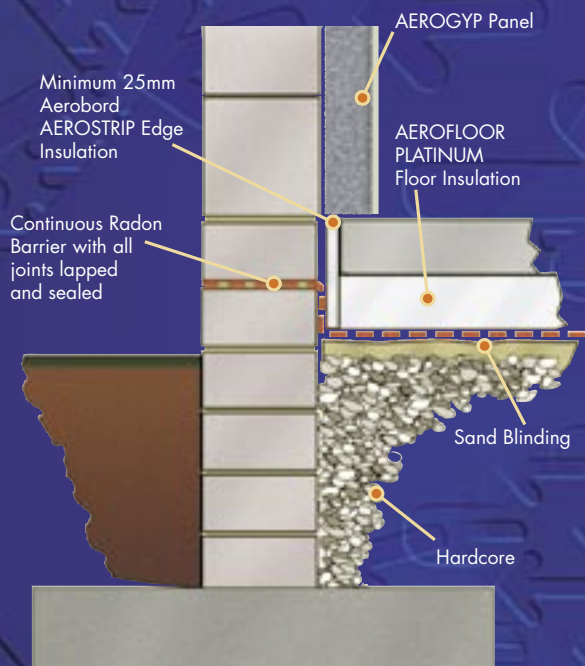 AEROGYP Panel
Minimum 25mm
Aerobord
AEROSTRIP Edge
Insulation
AEROFLOOR
PLATINUM
Floor Insulation
Continuous Radon
Barrier with all
joints lapped
and sealed
Sand Blinding
Hardcore